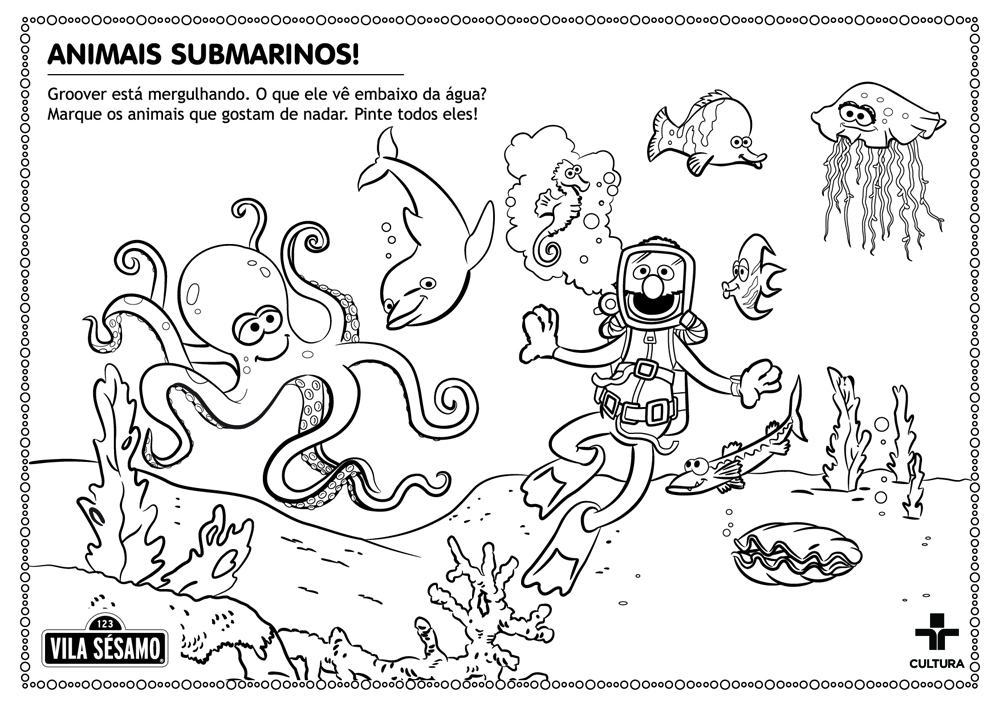 ANIMAIS SUBMARINOS!
Groover está mergulhando. O que ele vê embaixo da água?
Marque os animais que gostam de nadar. Pinte todos eles!
123
VILA SÉSAMO
CULTURA